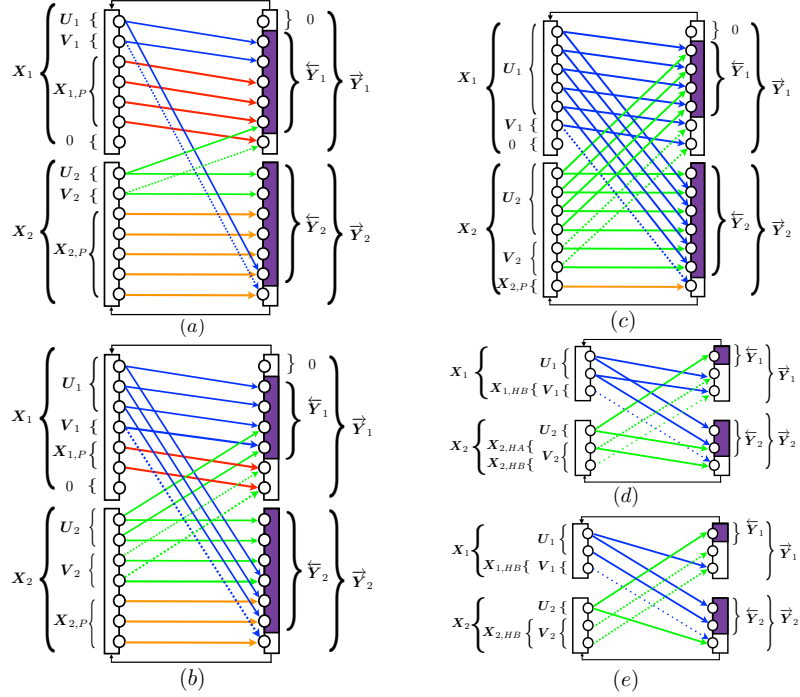 U₁ {
V₁ {
X₁
X₁,P
0 {
} 0
←Y₁
→Y₁
U₂ {
V₂ {
X₂
X₂,P
←Y₂
→Y₂
(a)
U₁
X₁
V₁ {
X₁,P
0 {
} 0
←Y₁
→Y₁
U₂
X₂
V₂
X₂,P
←Y₂
→Y₂
(b)
X₁
U₁
V₁ {
0 {
} 0
←Y₁
→Y₁
U₂
X₂
V₂
X₂,P {
←Y₂
→Y₂
(c)
X₁
U₁
X₁,HB { V₁ {
←Y₁
→Y₁
U₂
X₂
X₂,HA {
V₂
X₂,HB {
←Y₂
→Y₂
(d)
X₁
U₁
X₁,HB { V₁ {
←Y₁
→Y₁
U₂ {
X₂
X₂,HB { V₂ {
←Y₂
→Y₂
(e)